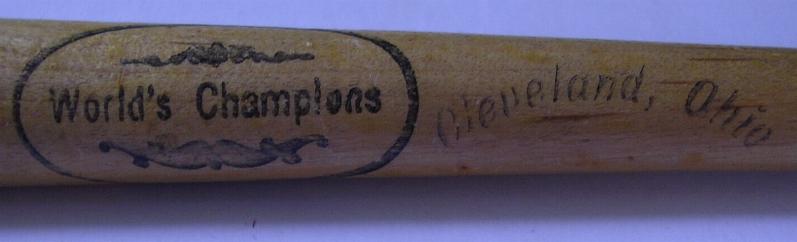 World's Champions
Cleveland, Ohio